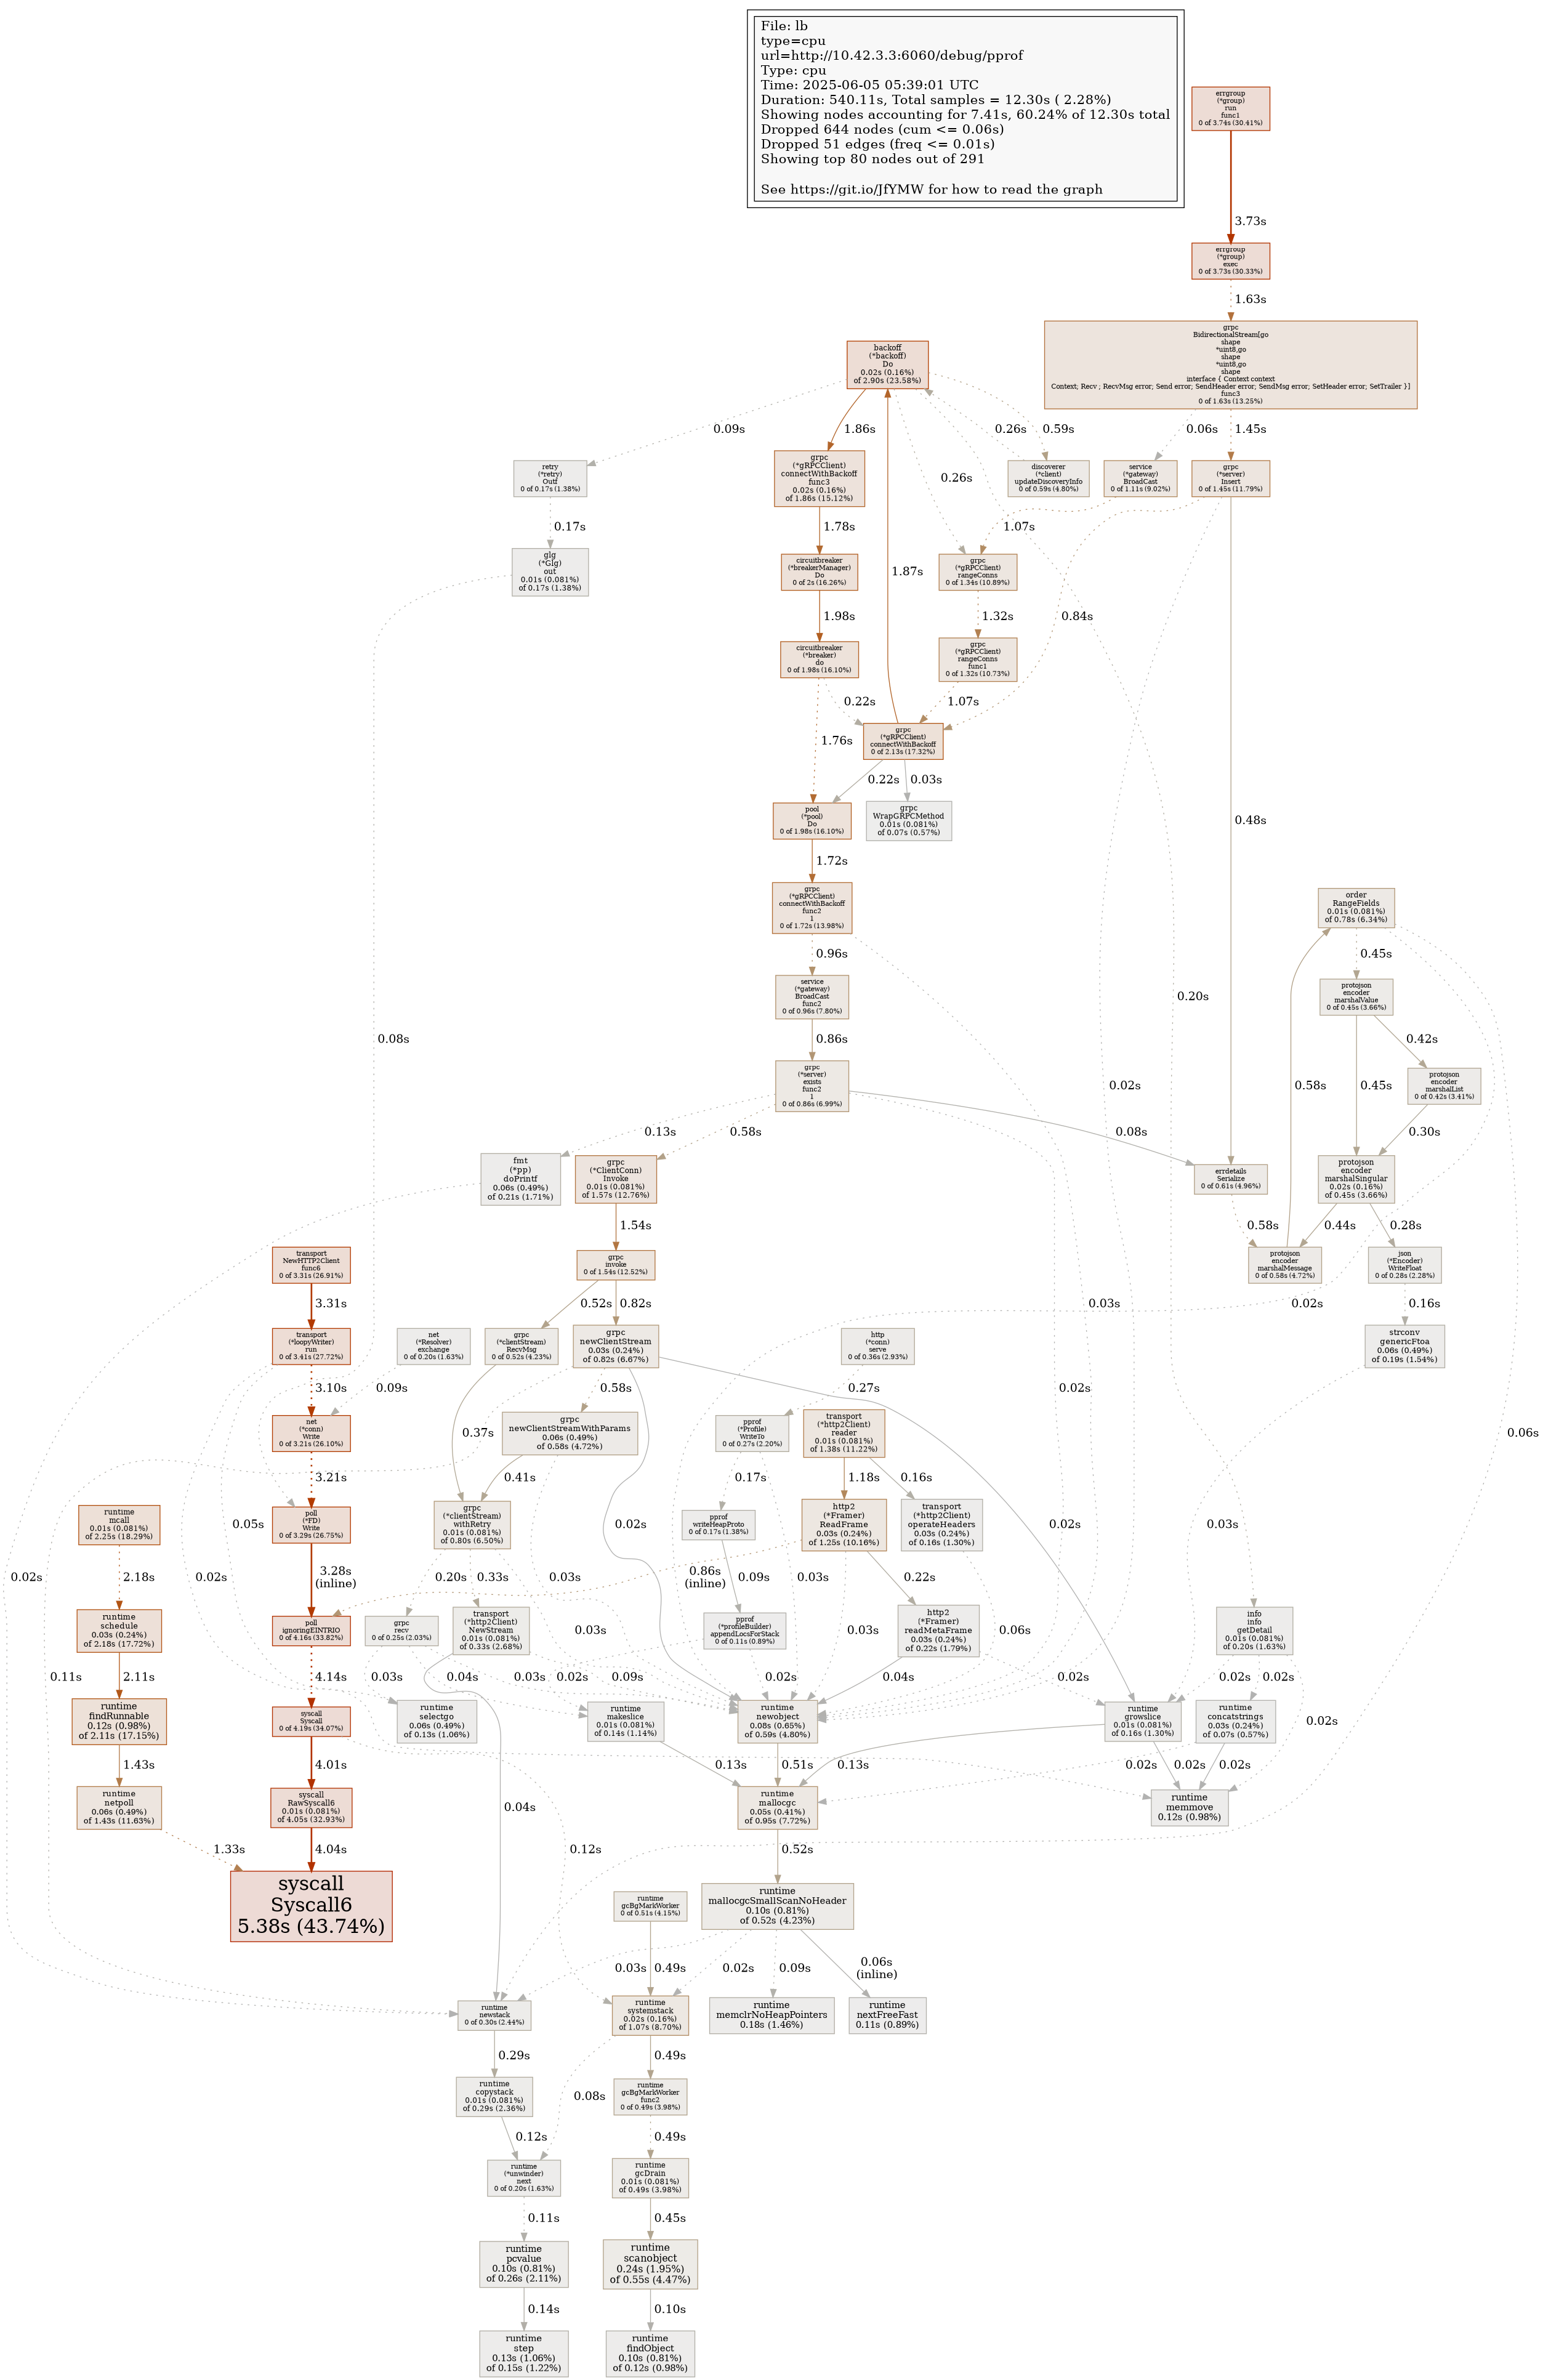 File: lb
type=cpu
url=http://10.42.3.3:6060/debug/pprof
Type: cpu
Time: 2025-06-05 05:39:01 UTC
Duration: 540.11s, Total samples = 12.30s ( 2.28%)
Showing nodes accounting for 7.41s, 60.24% of 12.30s total
Dropped 644 nodes (cum <= 0.06s)
Dropped 51 edges (freq <= 0.01s)
Showing top 80 nodes out of 291
See https://git.io/JfYMW for how to read the graph
errgroup
(*group)
run
func1
0 of 3.74s (30.41%)
3.73s
errgroup
(*group)
exec
0 of 3.73s (30.33%)
1.63s
grpc
BidirectionalStream[go
shape
*uint8,go
shape
*uint8,go
shape
interface { Context context
Context; Recv ; RecvMsg error; Send error; SendHeader error; SendMsg error; SetHeader error; SetTrailer }]
func3
0 of 1.63s (13.25%)
backoff
(*backoff)
Do
0.02s (0.16%)
of 2.90s (23.58%)
0.09s
1.86s
0.26s
0.59s
0.06s
1.45s
retry
(*retry)
Outf
0 of 0.17s (1.38%)
grpc
(*gRPCClient)
connectWithBackoff
func3
0.02s (0.16%)
of 1.86s (15.12%)
0.26s
discoverer
(*client)
updateDiscoveryInfo
0 of 0.59s (4.80%)
service
(*gateway)
BroadCast
0 of 1.11s (9.02%)
grpc
(*server)
Insert
0 of 1.45s (11.79%)
0.17s
1.78s
1.07s
glg
(*Glg)
out
0.01s (0.081%)
of 0.17s (1.38%)
circuitbreaker
(*breakerManager)
Do
0 of 2s (16.26%)
1.87s
grpc
(*gRPCClient)
rangeConns
0 of 1.34s (10.89%)
1.98s
1.32s
0.84s
circuitbreaker
(*breaker)
do
0 of 1.98s (16.10%)
grpc
(*gRPCClient)
rangeConns
func1
0 of 1.32s (10.73%)
0.22s
1.07s
1.76s
grpc
(*gRPCClient)
connectWithBackoff
0 of 2.13s (17.32%)
0.22s
0.03s
pool
(*pool)
Do
0 of 1.98s (16.10%)
grpc
WrapGRPCMethod
0.01s (0.081%)
of 0.07s (0.57%)
0.48s
1.72s
grpc
(*gRPCClient)
connectWithBackoff
func2
1
0 of 1.72s (13.98%)
order
RangeFields
0.01s (0.081%)
of 0.78s (6.34%)
0.96s
0.45s
service
(*gateway)
BroadCast
func2
0 of 0.96s (7.80%)
0.20s
protojson
encoder
marshalValue
0 of 0.45s (3.66%)
0.08s
0.86s
0.42s
grpc
(*server)
exists
func2
1
0 of 0.86s (6.99%)
0.02s
0.58s
0.45s
protojson
encoder
marshalList
0 of 0.42s (3.41%)
0.13s
0.58s
0.08s
0.30s
fmt
(*pp)
doPrintf
0.06s (0.49%)
of 0.21s (1.71%)
grpc
(*ClientConn)
Invoke
0.01s (0.081%)
of 1.57s (12.76%)
errdetails
Serialize
0 of 0.61s (4.96%)
protojson
encoder
marshalSingular
0.02s (0.16%)
of 0.45s (3.66%)
1.54s
0.58s
0.44s
0.28s
transport
NewHTTP2Client
func6
0 of 3.31s (26.91%)
grpc
invoke
0 of 1.54s (12.52%)
protojson
encoder
marshalMessage
0 of 0.58s (4.72%)
json
(*Encoder)
WriteFloat
0 of 0.28s (2.28%)
3.31s
0.52s
0.82s
0.03s
0.02s
0.16s
transport
(*loopyWriter)
run
0 of 3.41s (27.72%)
net
(*Resolver)
exchange
0 of 0.20s (1.63%)
grpc
(*clientStream)
RecvMsg
0 of 0.52s (4.23%)
grpc
newClientStream
0.03s (0.24%)
of 0.82s (6.67%)
http
(*conn)
serve
0 of 0.36s (2.93%)
strconv
genericFtoa
0.06s (0.49%)
of 0.19s (1.54%)
3.10s
0.09s
0.58s
0.27s
0.02s
net
(*conn)
Write
0 of 3.21s (26.10%)
0.37s
grpc
newClientStreamWithParams
0.06s (0.49%)
of 0.58s (4.72%)
pprof
(*Profile)
WriteTo
0 of 0.27s (2.20%)
transport
(*http2Client)
reader
0.01s (0.081%)
of 1.38s (11.22%)
0.06s
3.21s
0.41s
0.17s
1.18s
0.16s
runtime
mcall
0.01s (0.081%)
of 2.25s (18.29%)
0.05s
poll
(*FD)
Write
0 of 3.29s (26.75%)
grpc
(*clientStream)
withRetry
0.01s (0.081%)
of 0.80s (6.50%)
0.02s
pprof
writeHeapProto
0 of 0.17s (1.38%)
http2
(*Framer)
ReadFrame
0.03s (0.24%)
of 1.25s (10.16%)
transport
(*http2Client)
operateHeaders
0.03s (0.24%)
of 0.16s (1.30%)
0.02s
0.03s
2.18s
0.02s
3.28s
(inline)
0.20s
0.33s
0.03s
0.86s
(inline)
0.09s
0.03s
0.22s
0.02s
runtime
schedule
0.03s (0.24%)
of 2.18s (17.72%)
poll
ignoringEINTRIO
0 of 4.16s (33.82%)
grpc
recv
0 of 0.25s (2.03%)
transport
(*http2Client)
NewStream
0.01s (0.081%)
of 0.33s (2.68%)
0.03s
pprof
(*profileBuilder)
appendLocsForStack
0 of 0.11s (0.89%)
0.03s
http2
(*Framer)
readMetaFrame
0.03s (0.24%)
of 0.22s (1.79%)
0.06s
info
info
getDetail
0.01s (0.081%)
of 0.20s (1.63%)
2.11s
0.11s
4.14s
0.03s
0.04s
0.03s
0.02s
0.09s
0.02s
0.04s
0.02s
0.02s
0.02s
runtime
findRunnable
0.12s (0.98%)
of 2.11s (17.15%)
syscall
Syscall
0 of 4.19s (34.07%)
runtime
selectgo
0.06s (0.49%)
of 0.13s (1.06%)
runtime
makeslice
0.01s (0.081%)
of 0.14s (1.14%)
runtime
newobject
0.08s (0.65%)
of 0.59s (4.80%)
runtime
growslice
0.01s (0.081%)
of 0.16s (1.30%)
runtime
concatstrings
0.03s (0.24%)
of 0.07s (0.57%)
0.02s
1.43s
4.01s
0.13s
0.51s
0.13s
0.02s
0.02s
0.02s
runtime
netpoll
0.06s (0.49%)
of 1.43s (11.63%)
syscall
RawSyscall6
0.01s (0.081%)
of 4.05s (32.93%)
0.04s
runtime
mallocgc
0.05s (0.41%)
of 0.95s (7.72%)
runtime
memmove
0.12s (0.98%)
1.33s
4.04s
0.12s
0.52s
syscall
Syscall6
5.38s (43.74%)
runtime
gcBgMarkWorker
0 of 0.51s (4.15%)
runtime
mallocgcSmallScanNoHeader
0.10s (0.81%)
of 0.52s (4.23%)
0.03s
0.49s
0.02s
0.09s
0.06s
(inline)
runtime
newstack
0 of 0.30s (2.44%)
runtime
systemstack
0.02s (0.16%)
of 1.07s (8.70%)
runtime
memclrNoHeapPointers
0.18s (1.46%)
runtime
nextFreeFast
0.11s (0.89%)
0.29s
0.49s
runtime
copystack
0.01s (0.081%)
of 0.29s (2.36%)
0.08s
runtime
gcBgMarkWorker
func2
0 of 0.49s (3.98%)
0.12s
0.49s
runtime
(*unwinder)
next
0 of 0.20s (1.63%)
runtime
gcDrain
0.01s (0.081%)
of 0.49s (3.98%)
0.11s
0.45s
runtime
pcvalue
0.10s (0.81%)
of 0.26s (2.11%)
runtime
scanobject
0.24s (1.95%)
of 0.55s (4.47%)
0.14s
0.10s
runtime
step
0.13s (1.06%)
of 0.15s (1.22%)
runtime
findObject
0.10s (0.81%)
of 0.12s (0.98%)